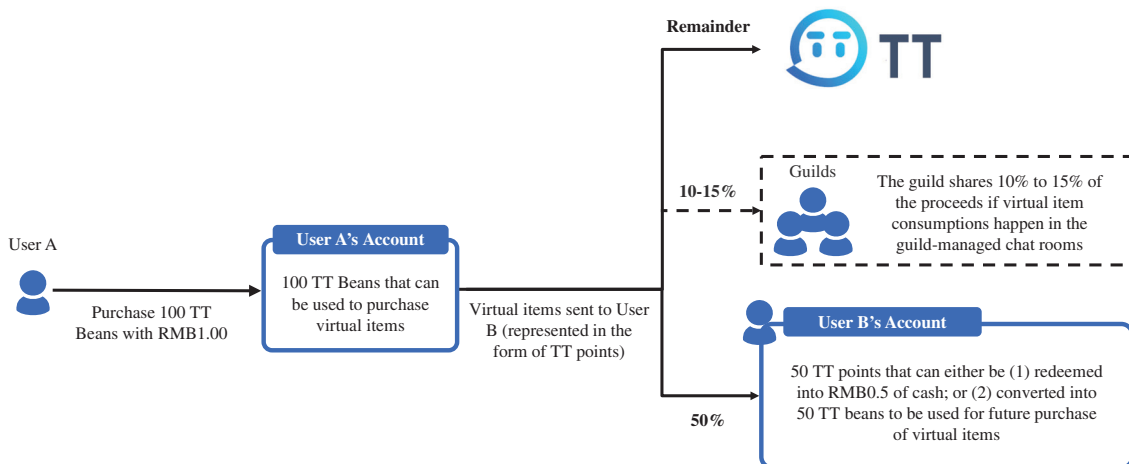 Remainder
TT
10-15%
Guilds
The guild shares 10% to 15% of
the proceeds if virtual item
consumptions happen in the
guild-managed chat rooms
User A
Purchase 100 TT
Beans with RMB1.00
User A's Account
100 TT Beans that can
be used to purchase
virtual items
Virtual items sent to User
B (represented in the
form of TT points)
50%
User B's Account
50 TT points that can either be (1) redeemed
into RMB0.5 of cash; or (2) converted into
50 TT beans to be used for future purchase
of virtual items